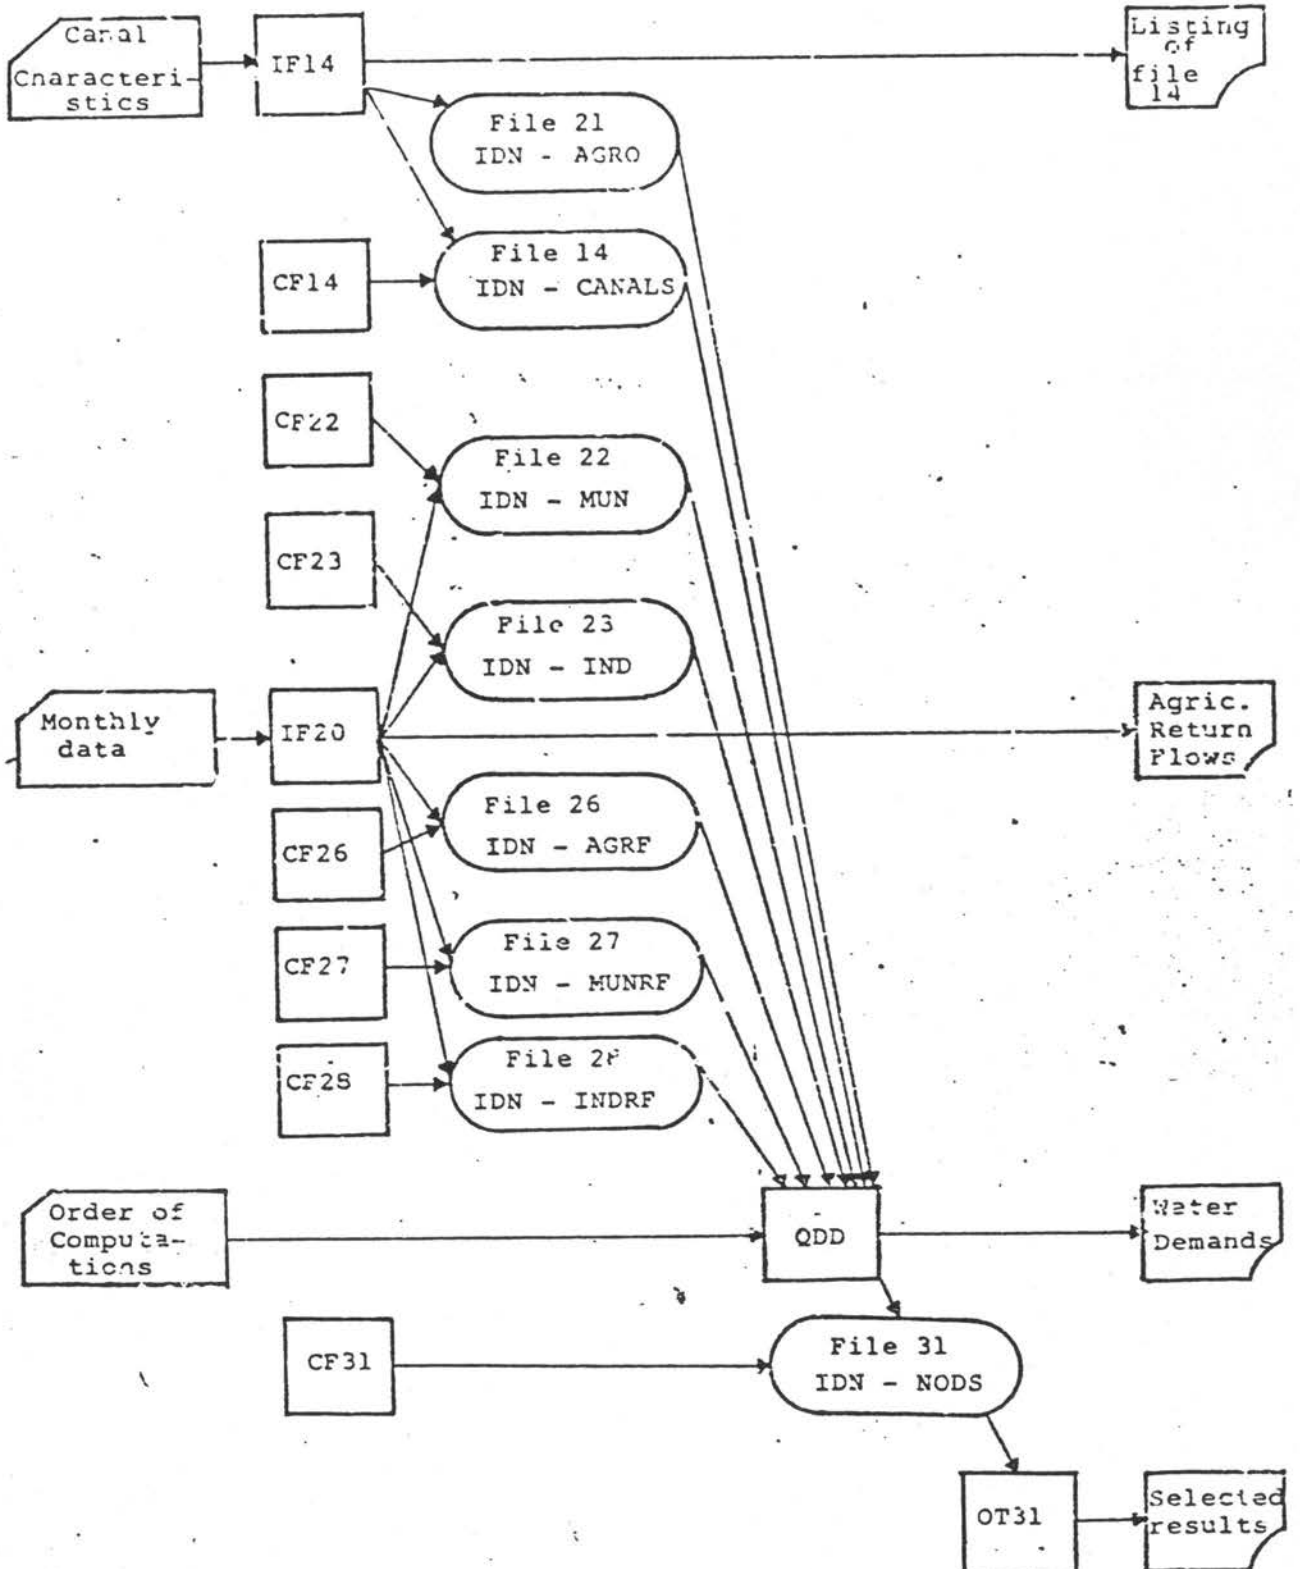 Canal
Characteri-
stics
IF14
Listing
of
file
14
File 21
IDN - AGRO
File 14
IDN - CANALS
CF14
CF22
File 22
IDN - MUN
CF23
File 23
IDN - IND
Monthly
data
IF20
Agric.
Return
Flows
File 26
IDN - AGRF
CF26
File 27
IDN - MUNRF
CF27
File 28
IDN - INDRF
CF28
Order of
Computa-
tions
QDD
Water
Demands
CF31
File 31
IDN - NODS
OT31
Selected
results